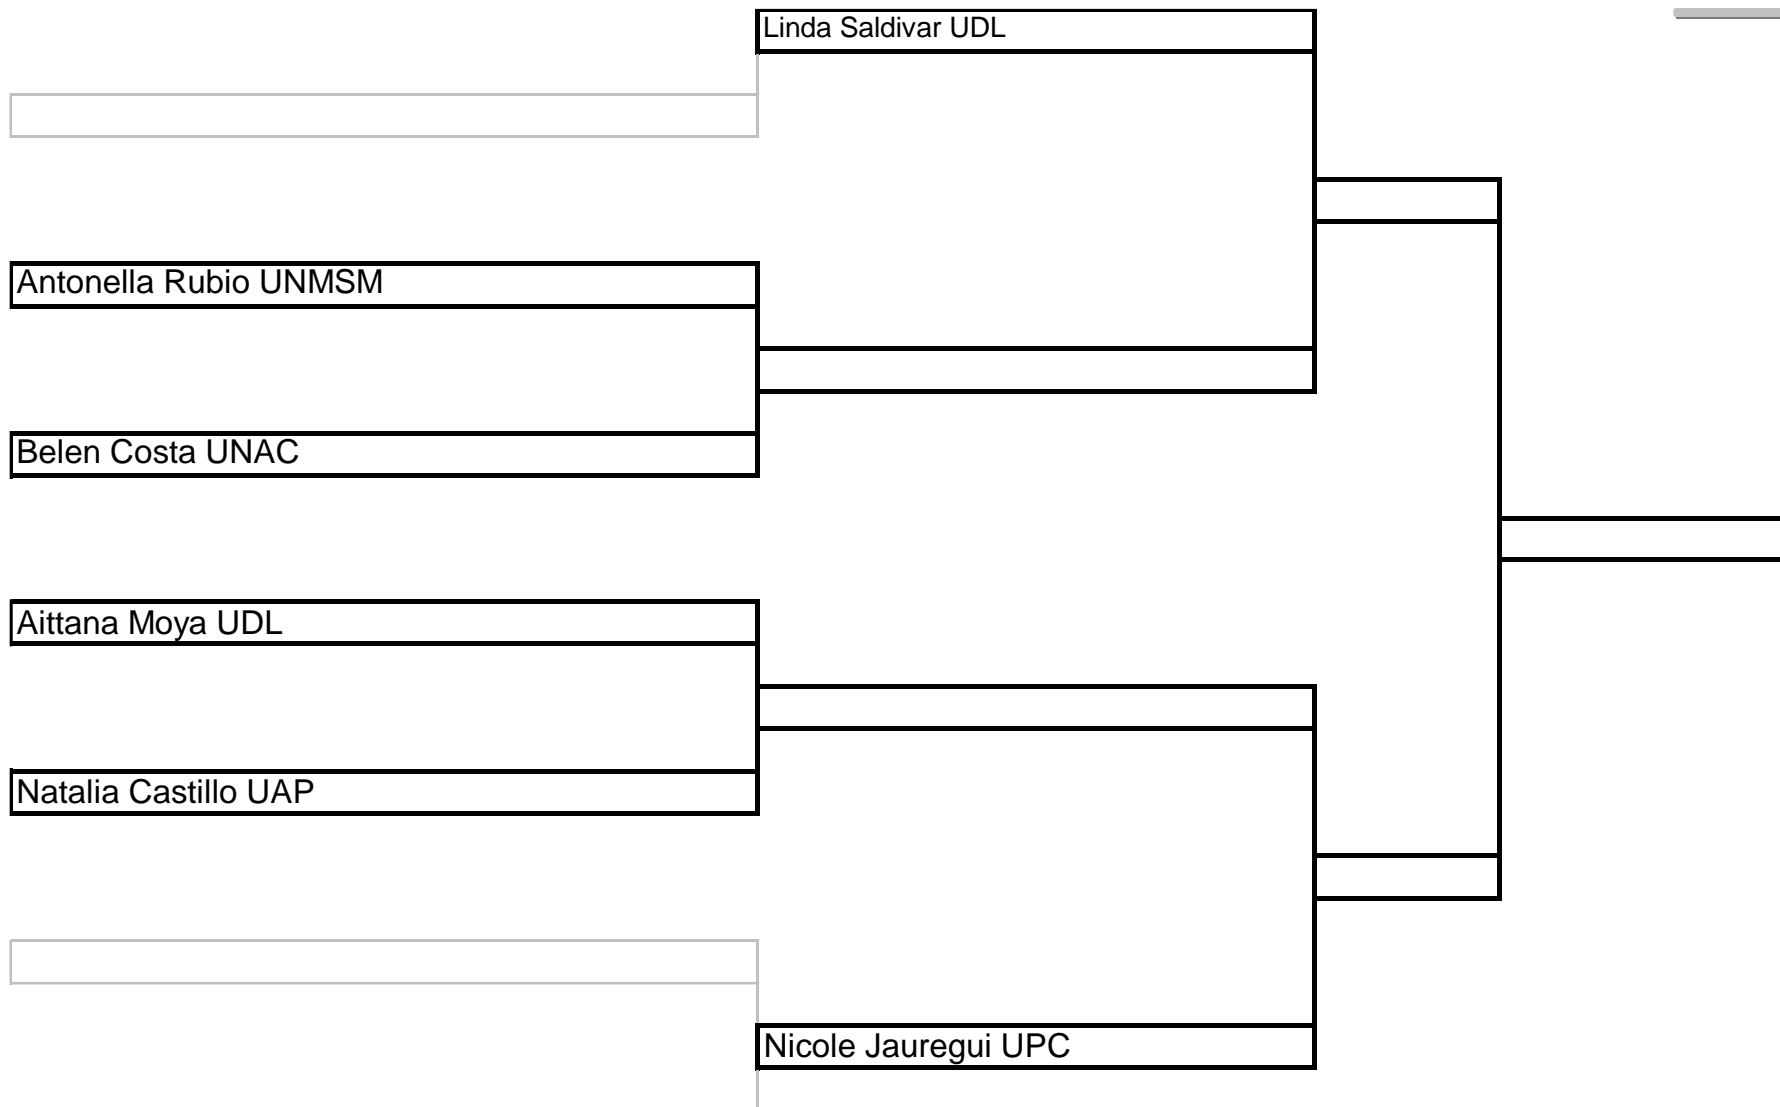 Linda Saldivar UDL
Antonella Rubio UNMSM
Belen Costa UNAC
Aittana Moya UDL
Natalia Castillo UAP
Nicole Jauregui UPC